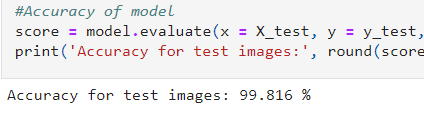 #Accuracy of model
score = model.evaluate(x = X_test, y = y_test,
print('Accuracy for test images:', round(score
Accuracy for test images: 99.816 %